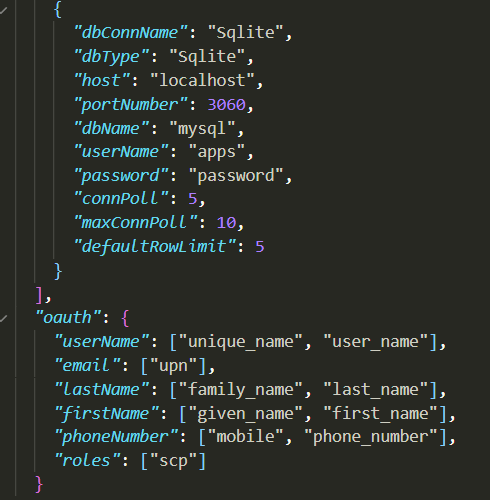 {
"dbConnName": "Sqlite",
"dbType": "Sqlite",
"host": "localhost",
"portNumber": 3060,
"dbName": "mysql",
"userName": "apps",
"password": "password",
"connPoll": 5,
"maxConnPoll": 10,
"defaultRowLimit": 5
}
],
"oauth": {
"userName": ["unique_name", "user_name"],
"email": ["upn"],
"lastName": ["family_name", "last_name"],
"firstName": ["given_name", "first_name"],
"phoneNumber": ["mobile", "phone_number"],
"roles": ["scp"]
}